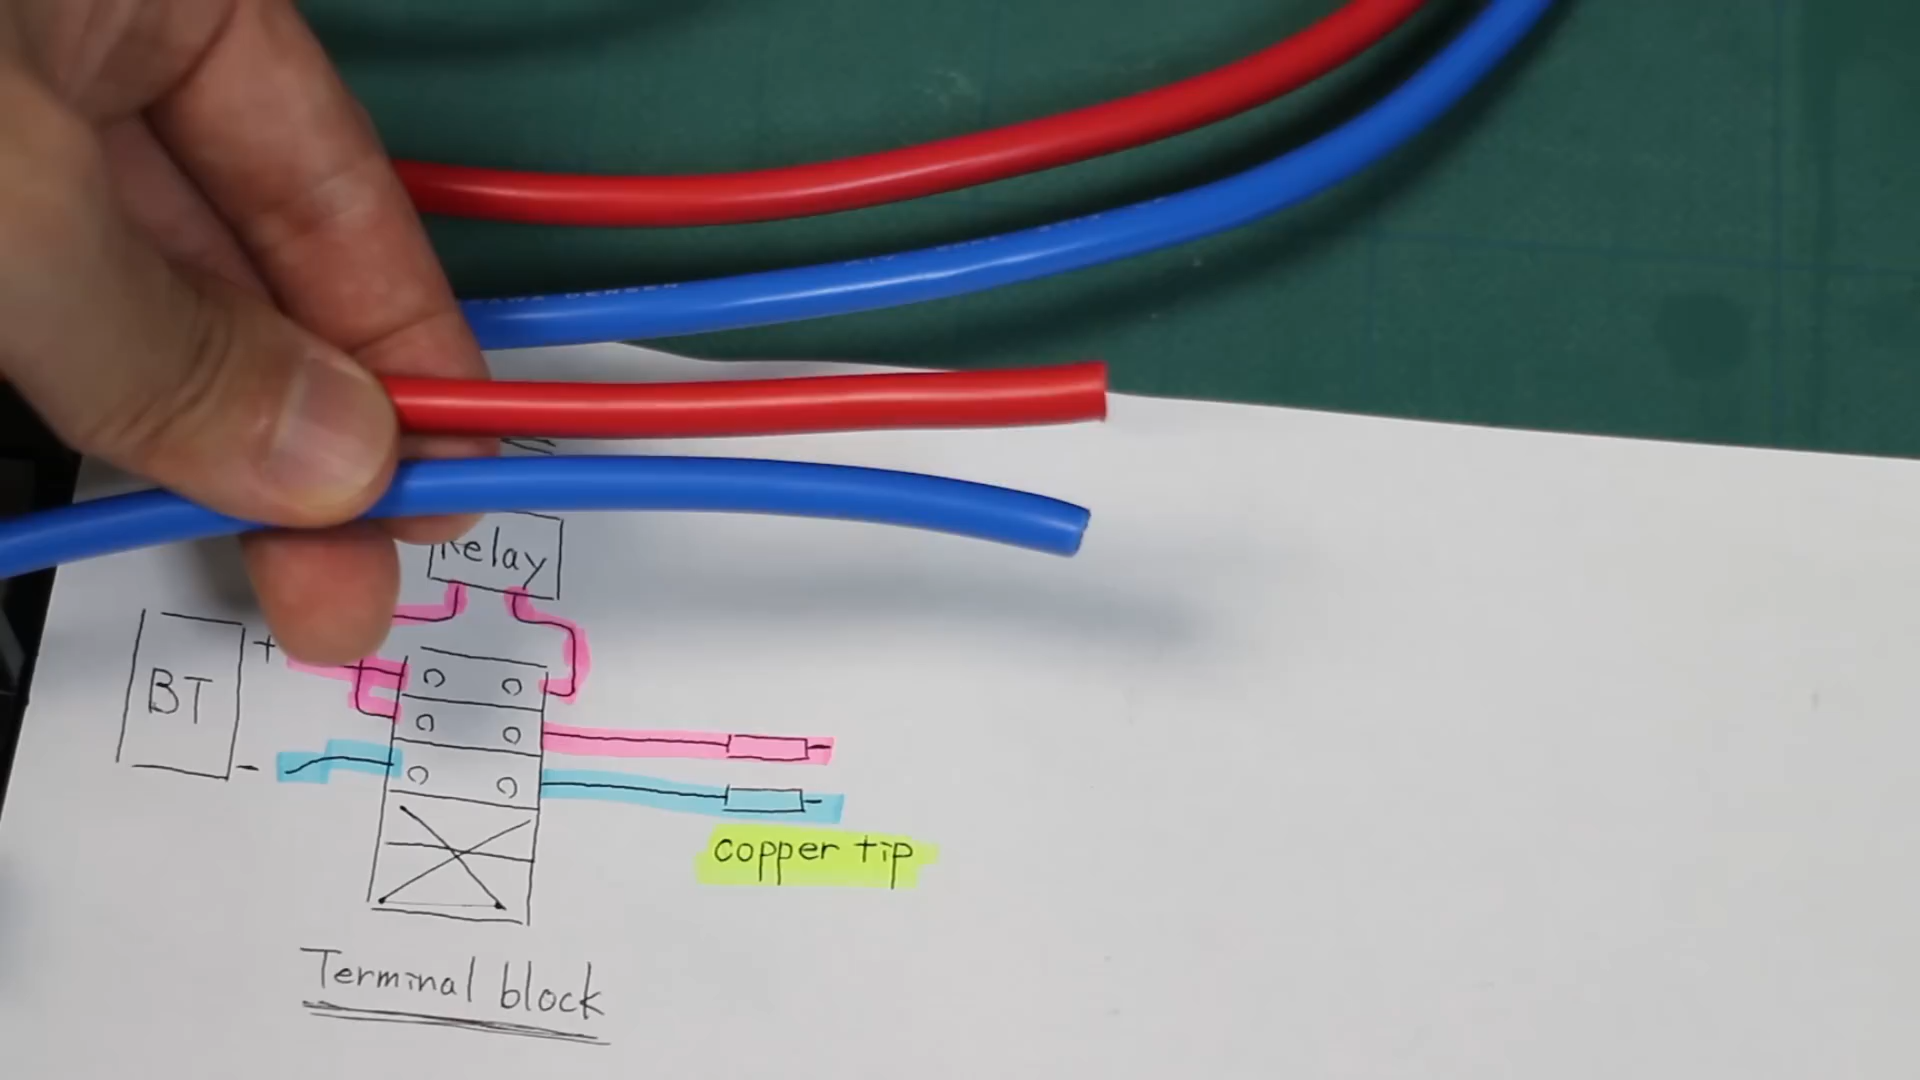 Relay
+
BT
-
copper tip
Terminal block